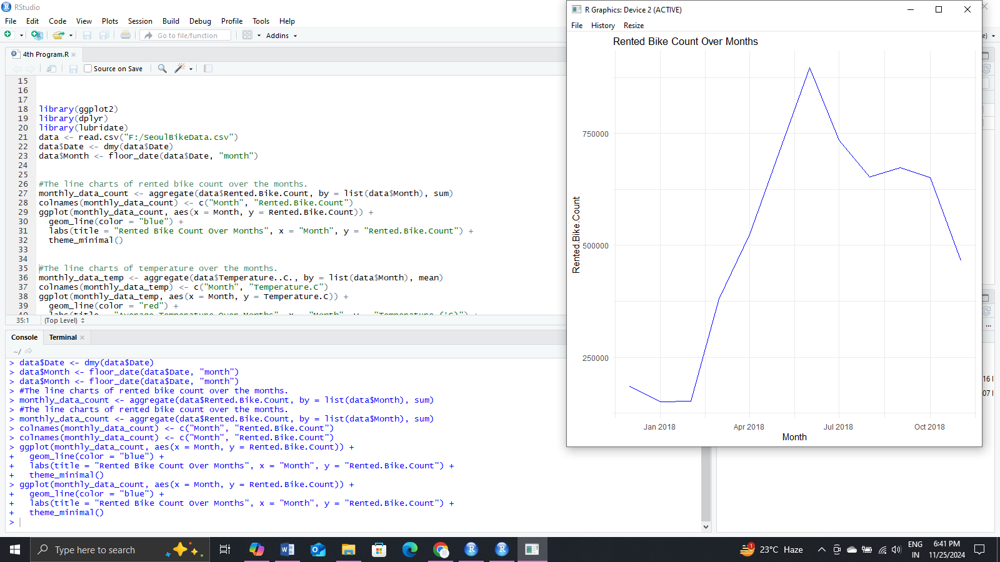 RStudio
File Edit Code View Plots Session Build Debug Profile Tools Help
Go to file/function
Addins
4th Program.R
Source on Save
15
16
17
18 library(ggplot2)
19 library(dplyr)
20 library(lubridate)
21 data <- read.csv("F:/SeoulBikeData.csv")
22 data$Date <- dmy(data$Date)
23 data$Month <- floor_date(data$Date, "month")
24
25
26 #The line charts of rented bike count over the months.
27 monthly_data_count <- aggregate(data$Rented.Bike.Count, by = list(data$Month), sum)
28 colnames(monthly_data_count) <- c("Month", "Rented.Bike.Count")
29 ggplot(monthly_data_count, aes(x = Month, y = Rented.Bike.Count)) +
30   geom_line(color = "blue") +
31   labs(title = "Rented Bike Count Over Months", x = "Month", y = "Rented.Bike.Count") +
32   theme_minimal()
33
34
35 #The line charts of temperature over the months.
36 monthly_data_temp <- aggregate(data$Temperature..C., by = list(data$Month), mean)
37 colnames(monthly_data_temp) <- c("Month", "Temperature.C")
38 ggplot(monthly_data_temp, aes(x = Month, y = Temperature.C)) +
39   geom_line(color = "red") +
40   labs(title = "Average Temperature Over Months", x = "Month", y = "Temperature (°C)") +
35:1 (Top Level)
Console Terminal
~/
> data$Date <- dmy(data$Date)
> data$Month <- floor_date(data$Date, "month")
> data$Month <- floor_date(data$Date, "month")
> #The line charts of rented bike count over the months.
> monthly_data_count <- aggregate(data$Rented.Bike.Count, by = list(data$Month), sum)
> #The line charts of rented bike count over the months.
> monthly_data_count <- aggregate(data$Rented.Bike.Count, by = list(data$Month), sum)
> colnames(monthly_data_count) <- c("Month", "Rented.Bike.Count")
> colnames(monthly_data_count) <- c("Month", "Rented.Bike.Count")
> ggplot(monthly_data_count, aes(x = Month, y = Rented.Bike.Count)) +
+   geom_line(color = "blue") +
+   labs(title = "Rented Bike Count Over Months", x = "Month", y = "Rented.Bike.Count") +
+   theme_minimal()
> ggplot(monthly_data_count, aes(x = Month, y = Rented.Bike.Count)) +
+   geom_line(color = "blue") +
+   labs(title = "Rented Bike Count Over Months", x = "Month", y = "Rented.Bike.Count") +
+   theme_minimal()
>
R Graphics: Device 2 (ACTIVE)
File History Resize
Rented Bike Count Over Months
Rented.Bike.Count
750000
500000
250000
Jan 2018 Apr 2018 Jul 2018 Oct 2018
Month
e)
...
16
07
Type here to search
1
23°C Haze
ENG
IN
6:41 PM
11/25/2024